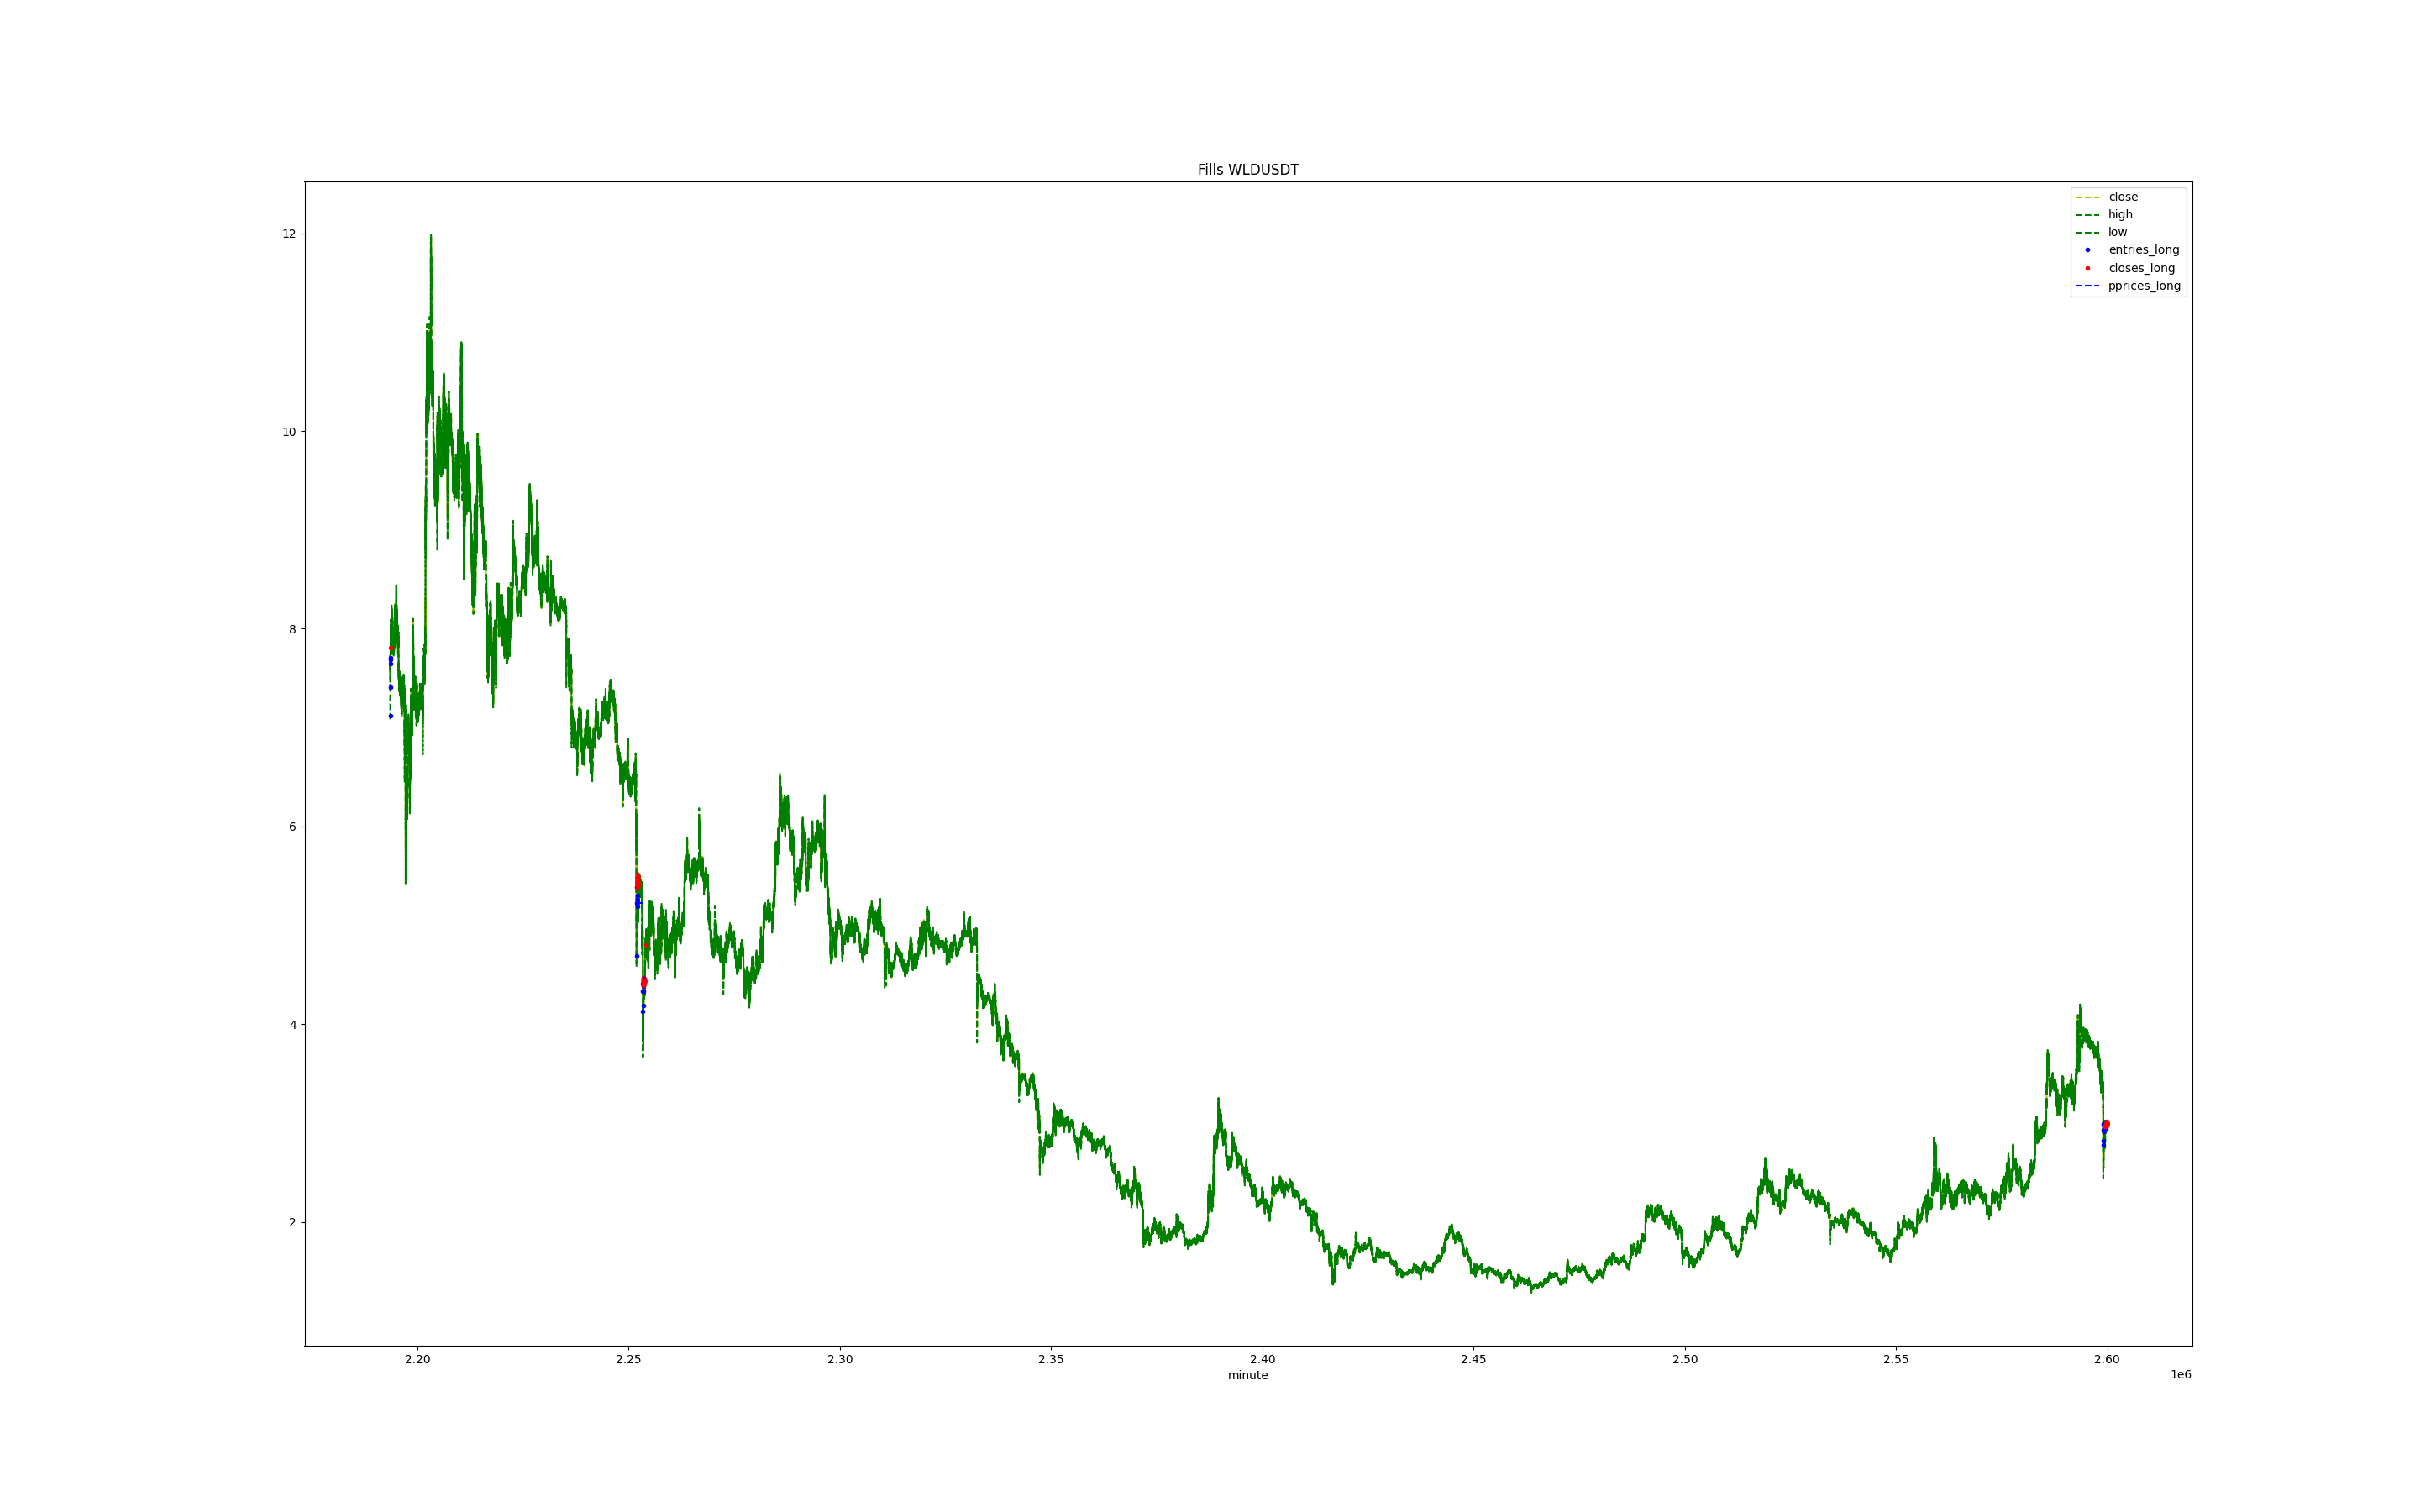 Fills WLDUSDT
close
high
low
entries_long
closes_long
pprices_long
12
10
8
6
4
2
2.20 2.25 2.30 2.35 2.40 2.45 2.50 2.55 2.60
minute
1e6